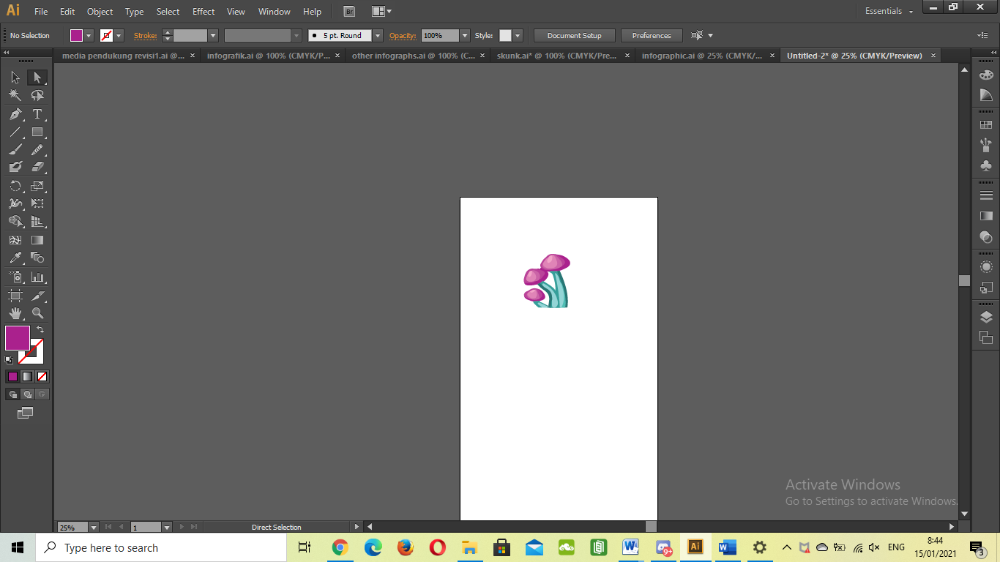 Ai File Edit Object Type Select Effect View Window Help Br Essentials
No Selection Stroke: 5 pt. Round Opacity: 100% Style: Document Setup Preferences
media pendukung revisi1.ai @... infografik.ai @ 100% (CMYK/P... other infographs.ai @ 100% (C... skunk.ai* @ 100% (CMYK/Pre... infographic.ai @ 25% (CMYK/... Untitled-2* @ 25% (CMYK/Preview)
T
Activate Windows
Go to Settings to activate Windows.
25% 1 Direct Selection
Type here to search W 9+ Ai W ENG 8:44
15/01/2021 3